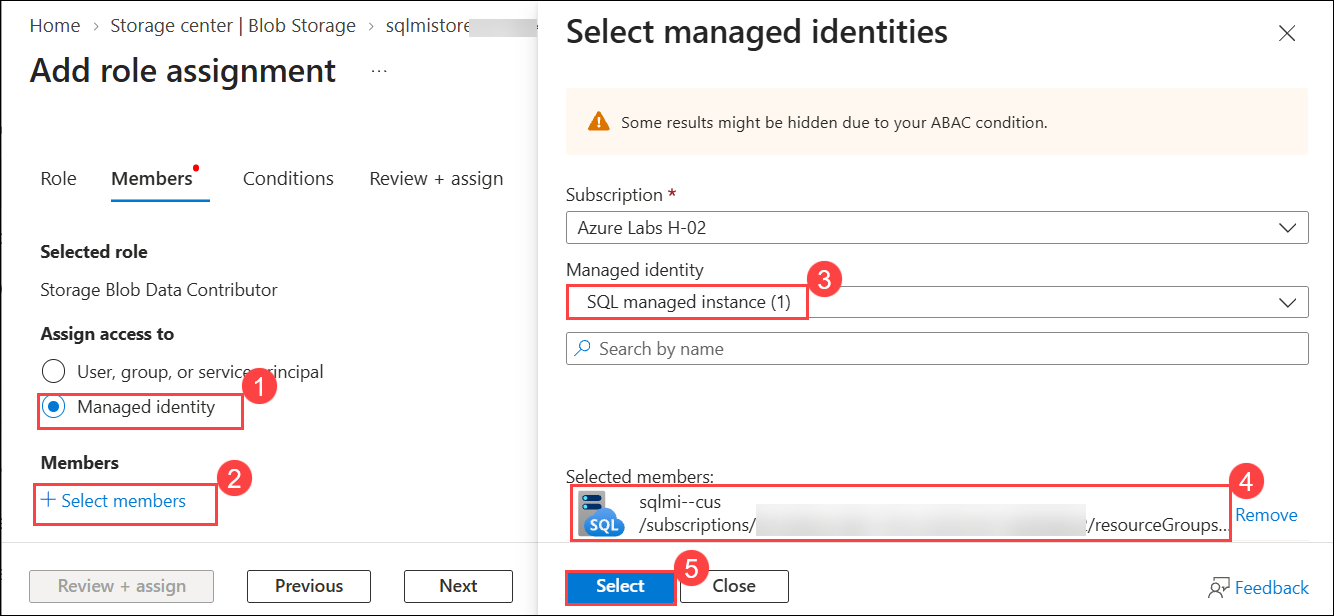 Home > Storage center | Blob Storage > sqlmistore
Add role assignment ...
Role Members Conditions Review + assign
Selected role
Storage Blob Data Contributor
Assign access to
User, group, or service principal
1
Managed identity
Members
2
+ Select members
Review + assign Previous Next
Select managed identities
Some results might be hidden due to your ABAC condition.
Subscription *
Azure Labs H-02
Managed identity
3
SQL managed instance (1)
Search by name
Selected members:
4
SQL
sqlmi--cus
/subscriptions/ /resourceGroups...
Remove
5
Select Close
Feedback